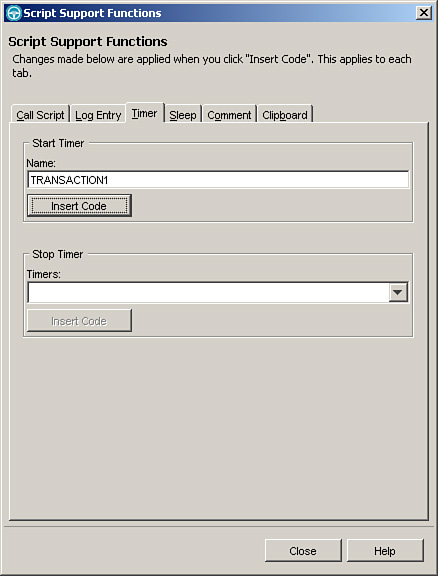 Script Support Functions
Script Support Functions
Changes made below are applied when you click "Insert Code". This applies to each
tab.
Call Script Log Entry Timer Sleep Comment Clipboard
Start Timer
Name:
TRANSACTION1
Insert Code
Stop Timer
Timers:
Insert Code
Close Help